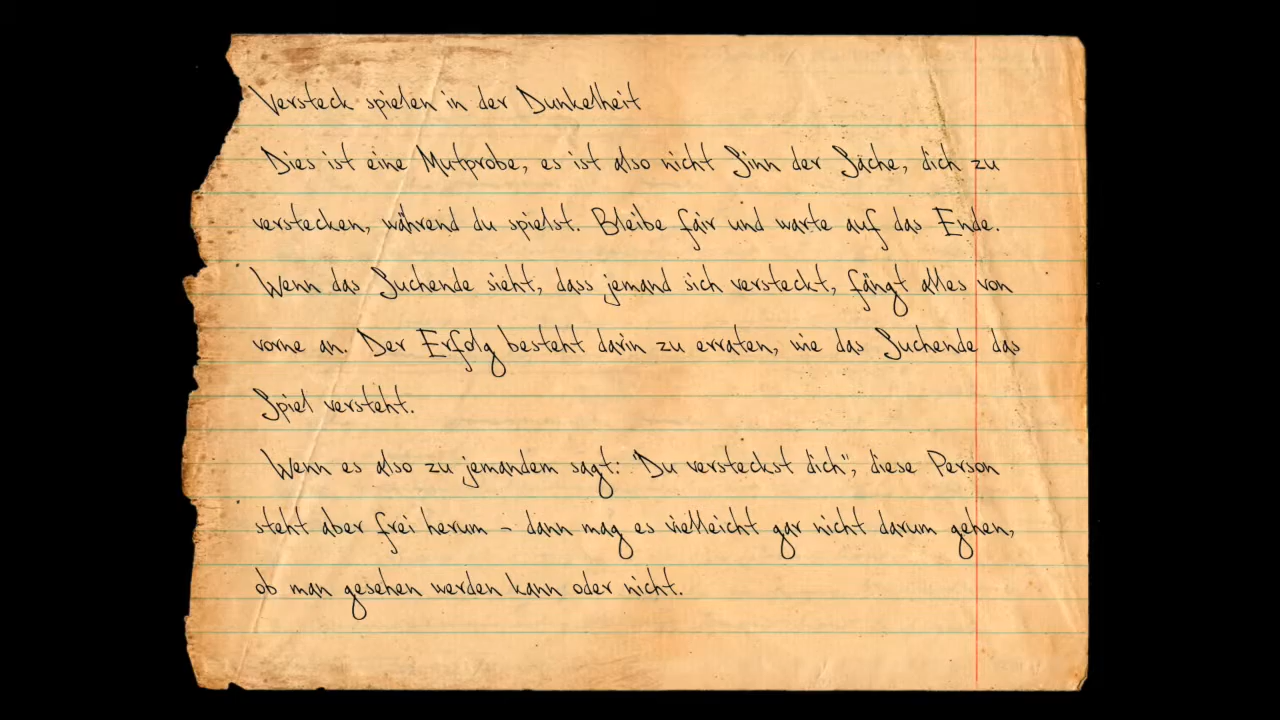 Versteck spielen in der Dunkelheit
Dies ist eine Mutprobe, es ist also nicht Sinn der Sache, dich zu
verstecken, während du spielst. Bleibe fair und warte auf das Ende.
Wenn das Suchende sieht, dass jemand sich versteckt, fängt alles von
vorne an. Der Erfolg besteht darin zu erraten, wie das Suchende das
Spiel versteht.
Wenn es also zu jemandem sagt: "Du versteckst dich", diese Person
steht aber frei herum - dann mag es vielleicht gar nicht darum gehen,
ob man gesehen werden kann oder nicht.